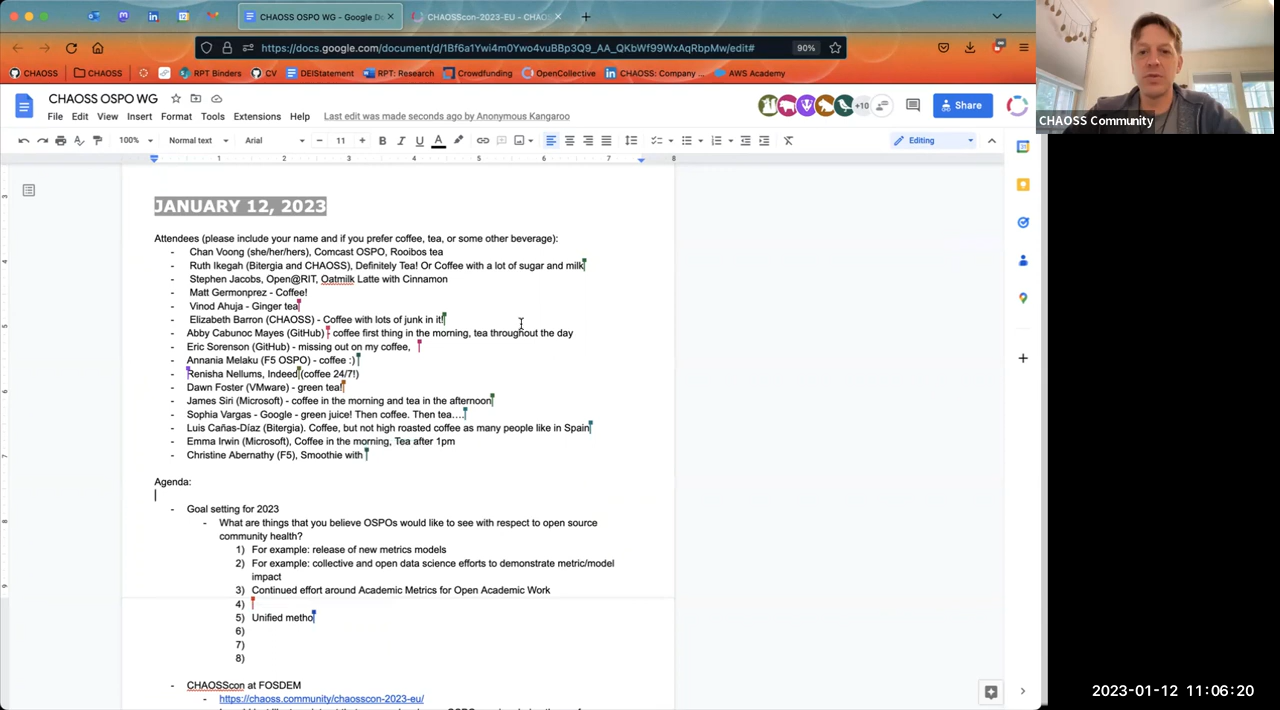 CHAOSS OSPO WG - Google D
CHAOSScon-2023-EU – CHAO
https://docs.google.com/document/d/1Bf6a1Ywi4m0Ywo4vuBBp3Q9_AA_QKbWf99WxAqRbpMw/edit#
90%
CHAOSS
CHAOSS
RPT Binders
CV
DEIStatement
RPT: Research
Crowdfunding
OpenCollective
CHAOSS: Company ...
AWS Academy
CHAOSS Community
CHAOSS OSPO WG
+10
Share
File Edit View Insert Format Tools Extensions Help
Last edit was made seconds ago by Anonymous Kangaroo
100%
Normal text
Arial
11
Editing
1 2 3 4 5 6 7 8
JANUARY 12, 2023
Attendees (please include your name and if you prefer coffee, tea, or some other beverage):
- Chan Voong (she/her/hers), Comcast OSPO, Rooibos tea
- Ruth Ikegah (Bitergia and CHAOSS), Definitely Tea! Or Coffee with a lot of sugar and milk
- Stephen Jacobs, Open@RIT, Oatmilk Latte with Cinnamon
- Matt Germonprez - Coffee!
- Vinod Ahuja - Ginger tea
- Elizabeth Barron (CHAOSS) - Coffee with lots of junk in it!
- Abby Cabunoc Mayes (GitHub) - coffee first thing in the morning, tea throughout the day
- Eric Sorenson (GitHub) - missing out on my coffee,
- Annania Melaku (F5 OSPO) - coffee :)
- Renisha Nellums, Indeed (coffee 24/7!)
- Dawn Foster (VMware) - green tea!
- James Siri (Microsoft) - coffee in the morning and tea in the afternoon
- Sophia Vargas - Google - green juice! Then coffee. Then tea....
- Luis Cañas-Díaz (Bitergia). Coffee, but not high roasted coffee as many people like in Spain
- Emma Irwin (Microsoft), Coffee in the morning, Tea after 1pm
- Christine Abernathy (F5), Smoothie with
Agenda:
- Goal setting for 2023
- What are things that you believe OSPOs would like to see with respect to open source
community health?
1) For example: release of new metrics models
2) For example: collective and open data science efforts to demonstrate metric/model
impact
3) Continued effort around Academic Metrics for Open Academic Work
4)
5) Unified metho
6)
7)
8)
- CHAOSScon at FOSDEM
- https://chaoss.community/chaosscon-2023-eu/
2023-01-12 11:06:20